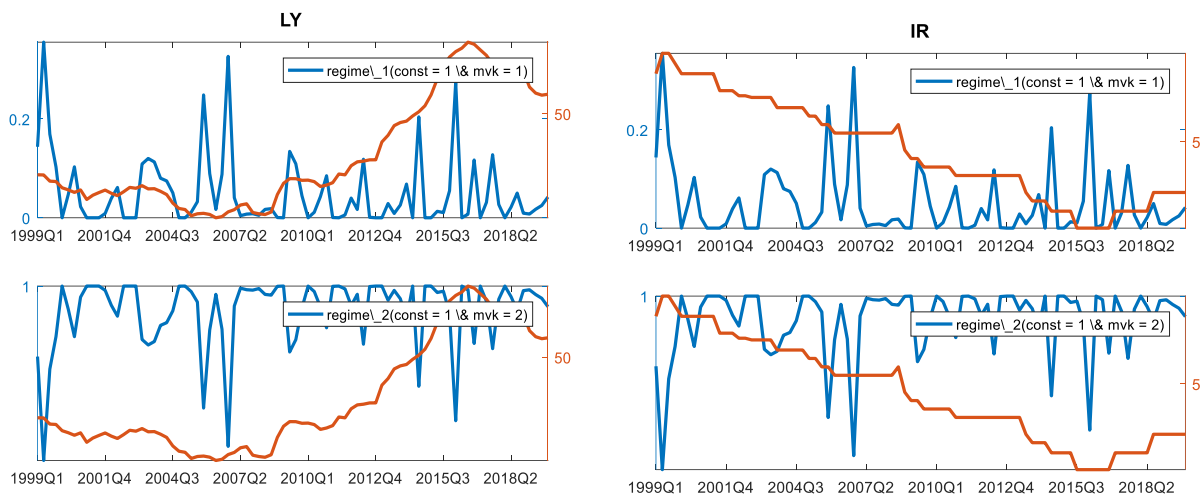 LY
regime\_1(const = 1 \& mvk = 1)
0.2
50
0
1999Q1 2001Q4 2004Q3 2007Q2 2010Q1 2012Q4 2015Q3 2018Q2
1
regime\_2(const = 1 \& mvk = 2)
50
1999Q1 2001Q4 2004Q3 2007Q2 2010Q1 2012Q4 2015Q3 2018Q2
IR
regime\_1(const = 1 \& mvk = 1)
0.2
5
0
1999Q1 2001Q4 2004Q3 2007Q2 2010Q1 2012Q4 2015Q3 2018Q2
1
regime\_2(const = 1 \& mvk = 2)
5
1999Q1 2001Q4 2004Q3 2007Q2 2010Q1 2012Q4 2015Q3 2018Q2